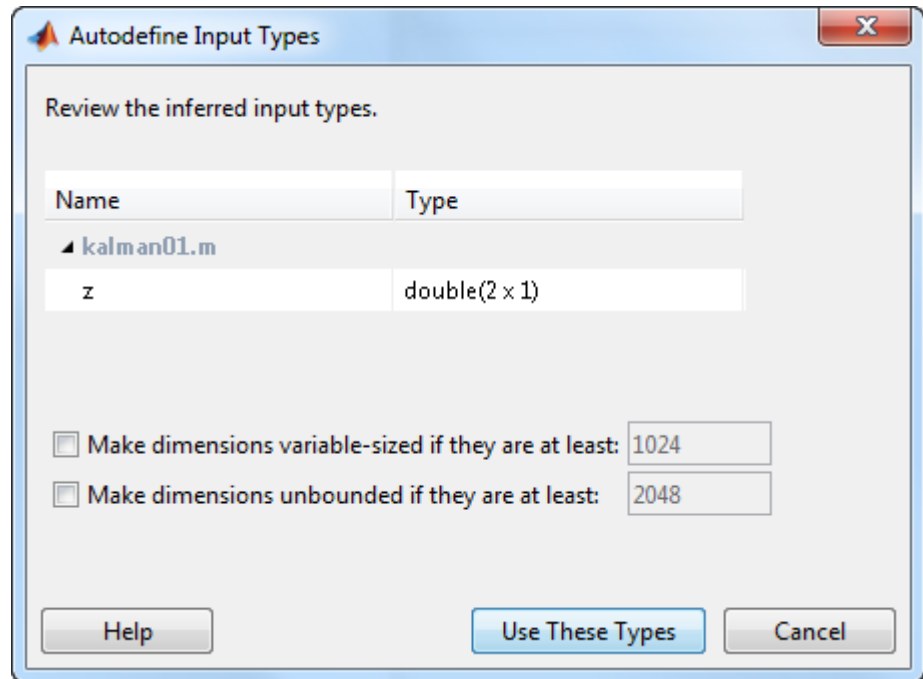 Autodefine Input Types
Review the inferred input types.
Name Type
kalman01.m
z double(2 x 1)
Make dimensions variable-sized if they are at least: 1024
Make dimensions unbounded if they are at least: 2048
Help Use These Types Cancel